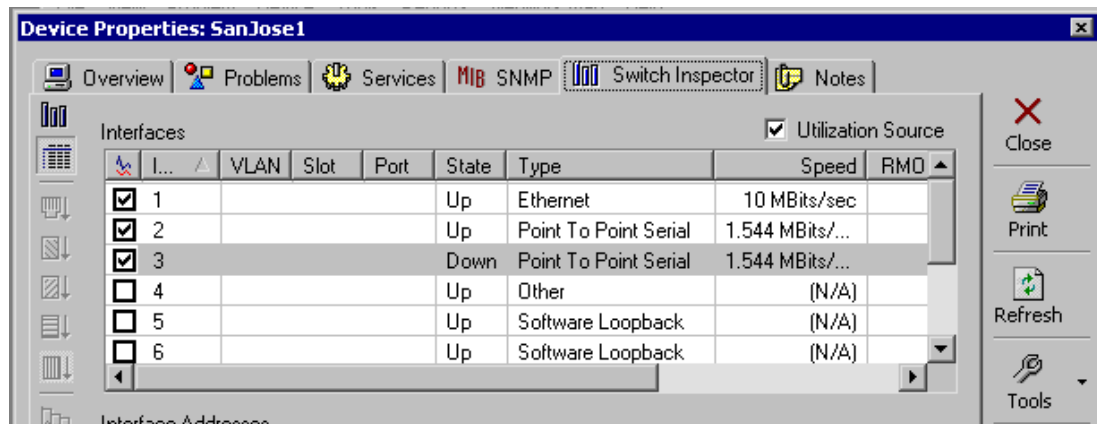 Device Properties: SanJose1
Overview Problems Services MIB SNMP Switch Inspector Notes
Interfaces
Utilization Source
I... VLAN Slot Port State Type Speed RMO
1 Up Ethernet 10 MBits/sec
2 Up Point To Point Serial 1.544 MBits/...
3 Down Point To Point Serial 1.544 MBits/...
4 Up Other (N/A)
5 Up Software Loopback (N/A)
6 Up Software Loopback (N/A)
Interface Addresses
Close
Print
Refresh
Tools